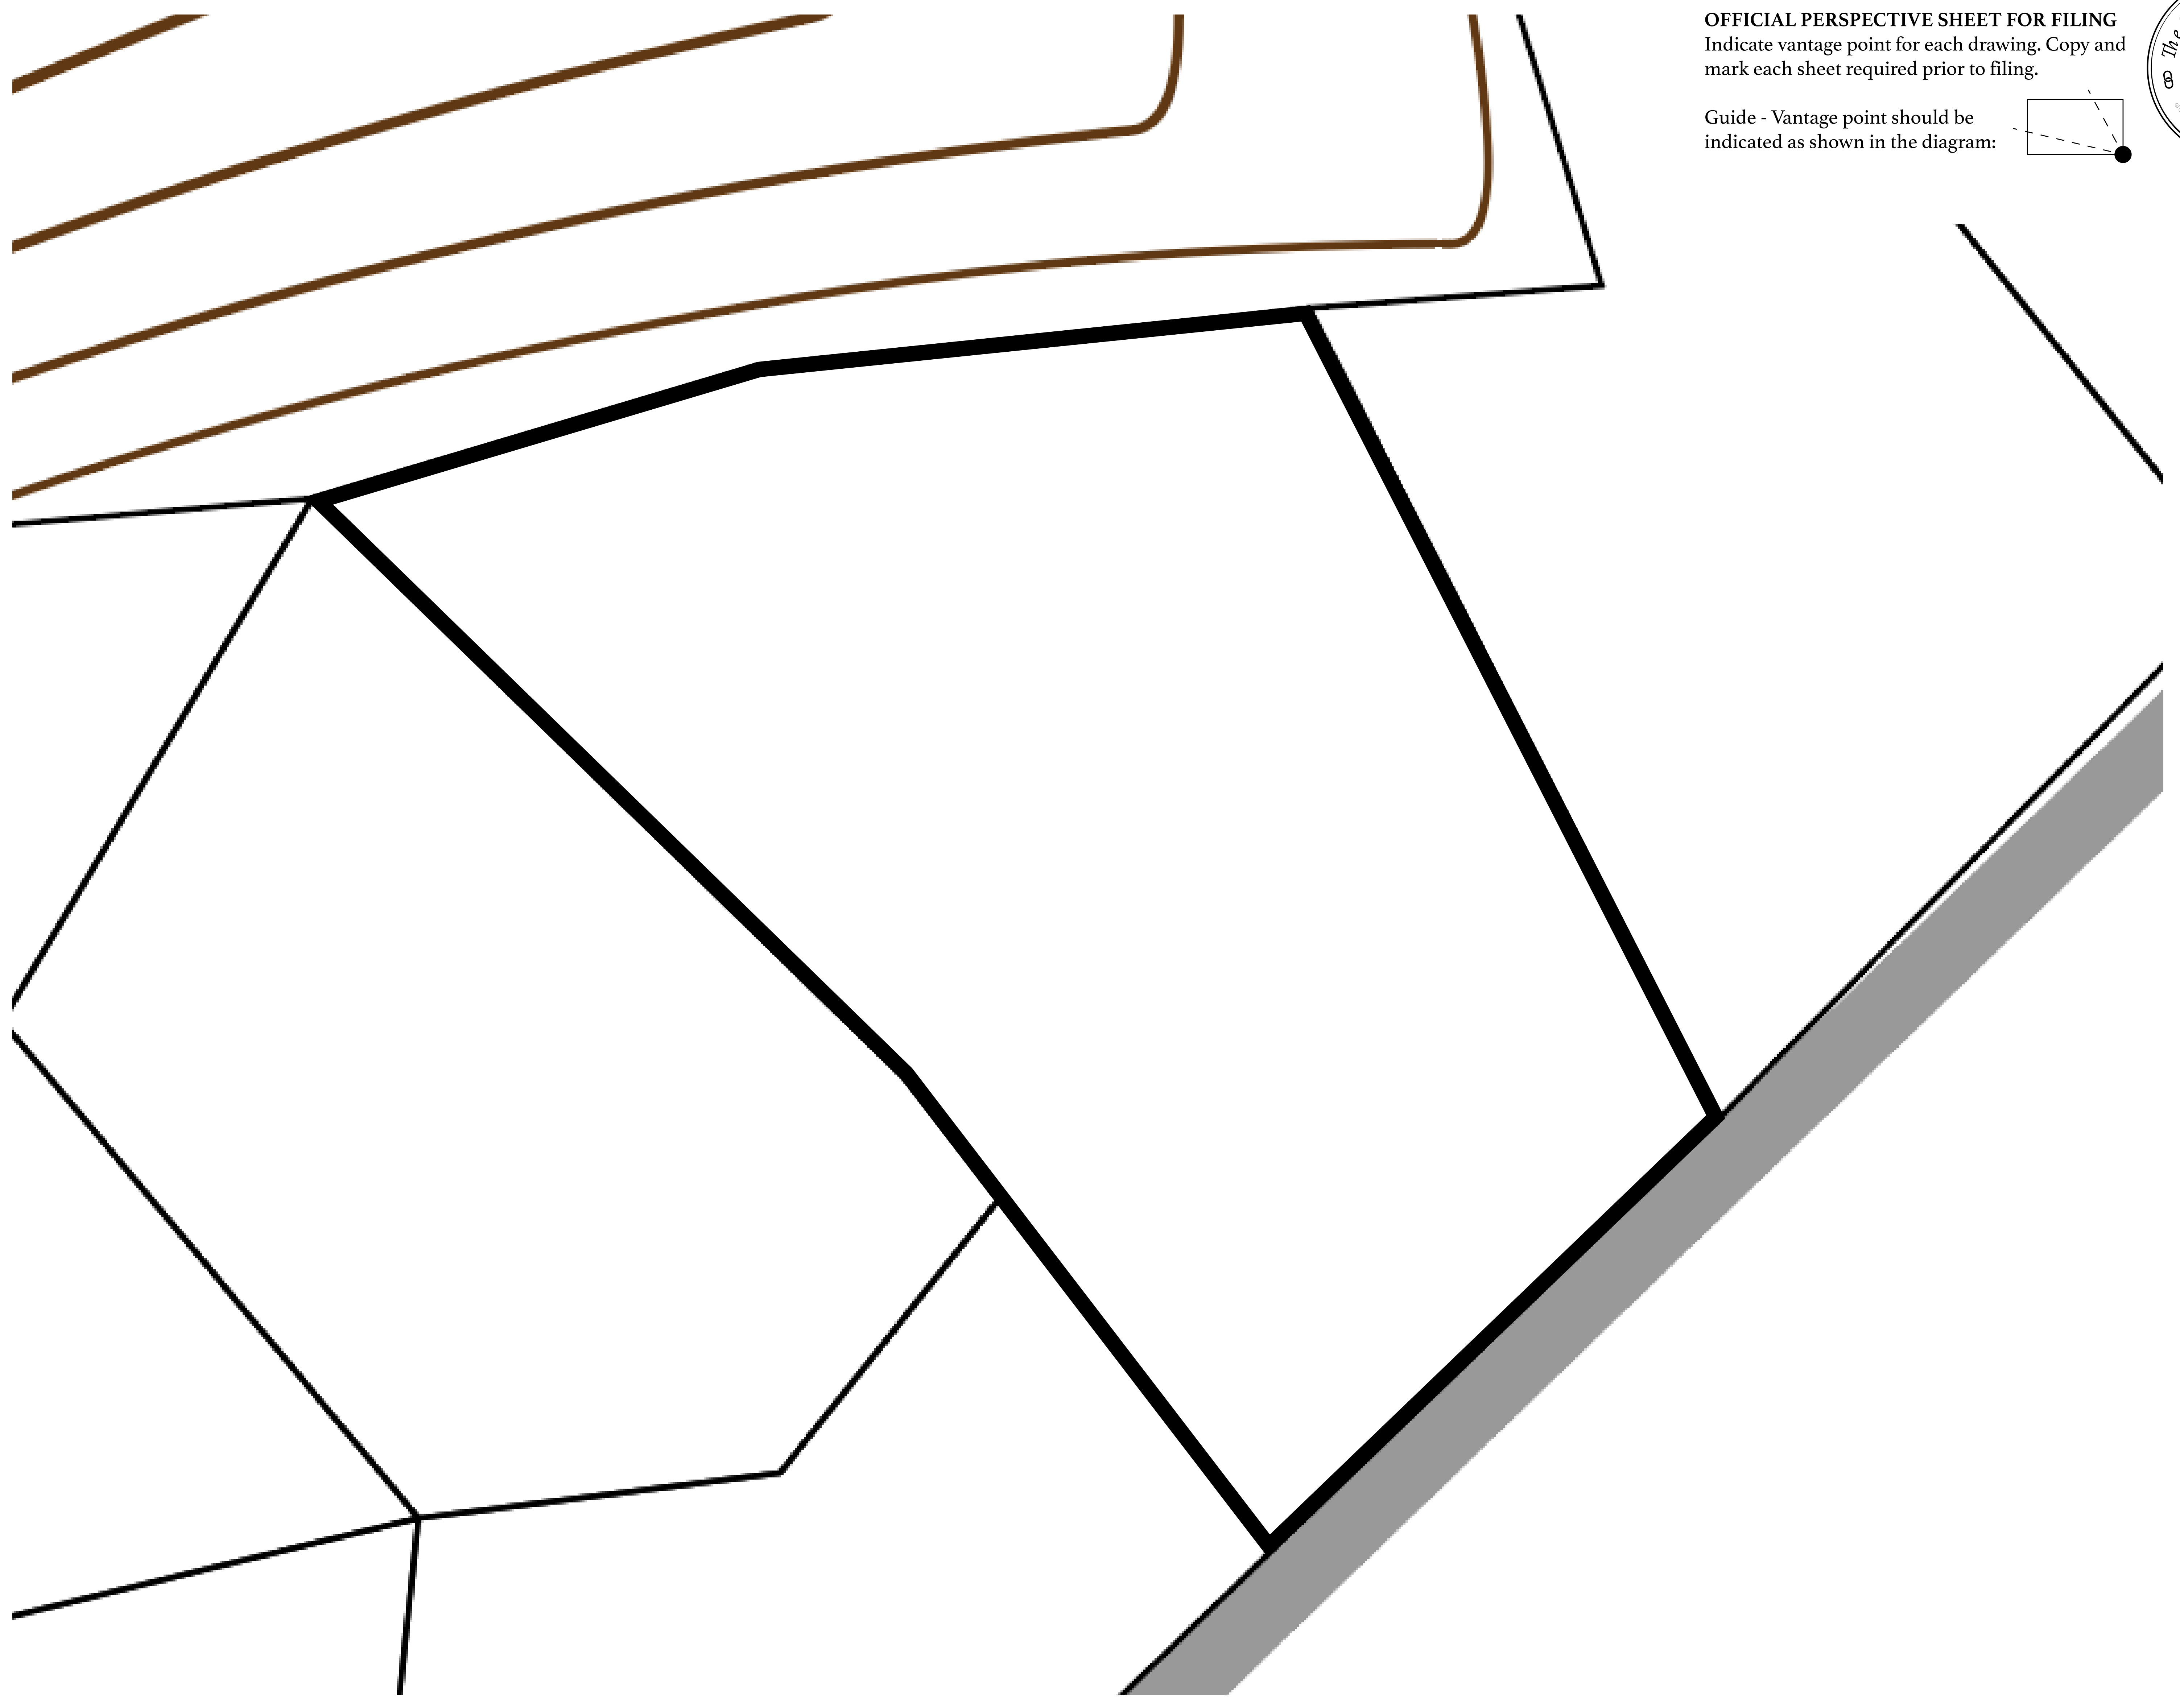 OFFICIAL PERSPECTIVE SHEET FOR FILING
Indicate vantage point for each drawing. Copy and
mark each sheet required prior to filing.
Guide - Vantage point should be
indicated as shown in the diagram:
The